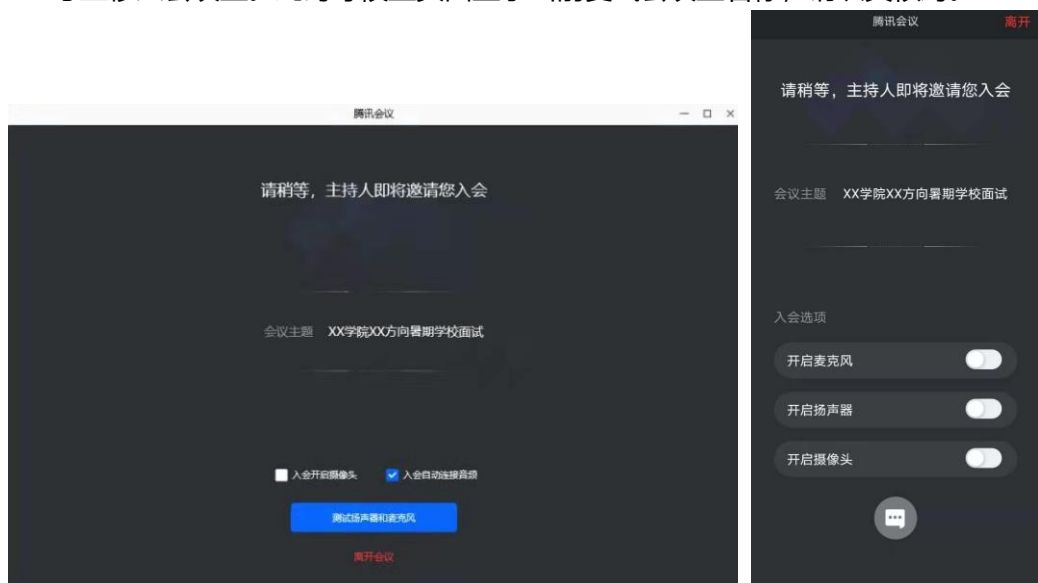 腾讯会议
请稍等，主持人即将邀请您入会
会议主题 XX学院XX方向暑期学校面试
入会开启摄像头 入会自动连接音频
测试扬声器和麦克风
离开会议
腾讯会议 离开
请稍等，主持人即将邀请您入会
会议主题 XX学院XX方向暑期学校面试
入会选项
开启麦克风
开启扬声器
开启摄像头